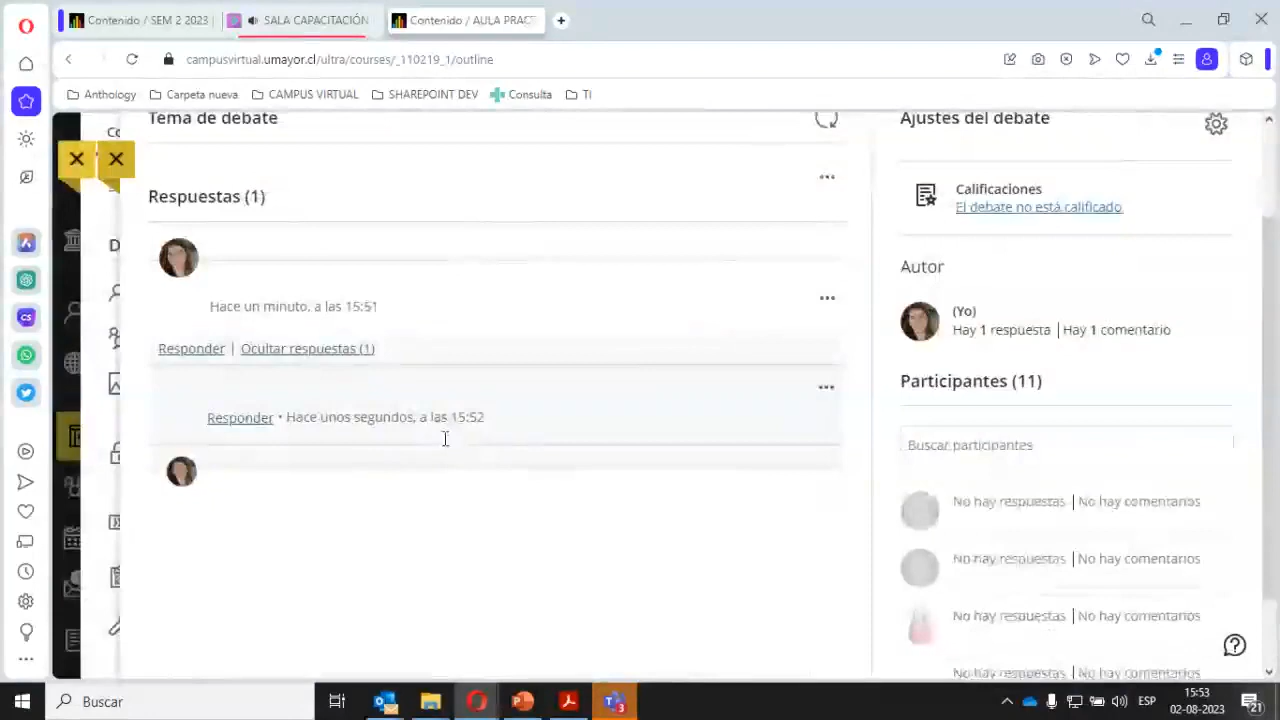 Contenido / SEM 2 2023
SALA CAPACITACIÓN
Contenido / AULA PRACT
campusvirtual.umayor.cl/ultra/courses/_110219_1/outline
Anthology
Carpeta nueva
CAMPUS VIRTUAL
SHAREPOINT DEV
Consulta
TI
Tema de debate
Respuestas (1)
Hace un minuto, a las 15:51
Responder | Ocultar respuestas (1)
Responder • Hace unos segundos, a las 15:52
Ajustes del debate
Calificaciones
El debate no está calificado
Autor
(Yo)
Hay 1 respuesta | Hay 1 comentario
Participantes (11)
Buscar participantes
No hay respuestas | No hay comentarios
No hay respuestas | No hay comentarios
No hay respuestas | No hay comentarios
No hay respuestas | No hay comentarios
CS
Buscar
3
ESP
15:53
02-08-2023
21